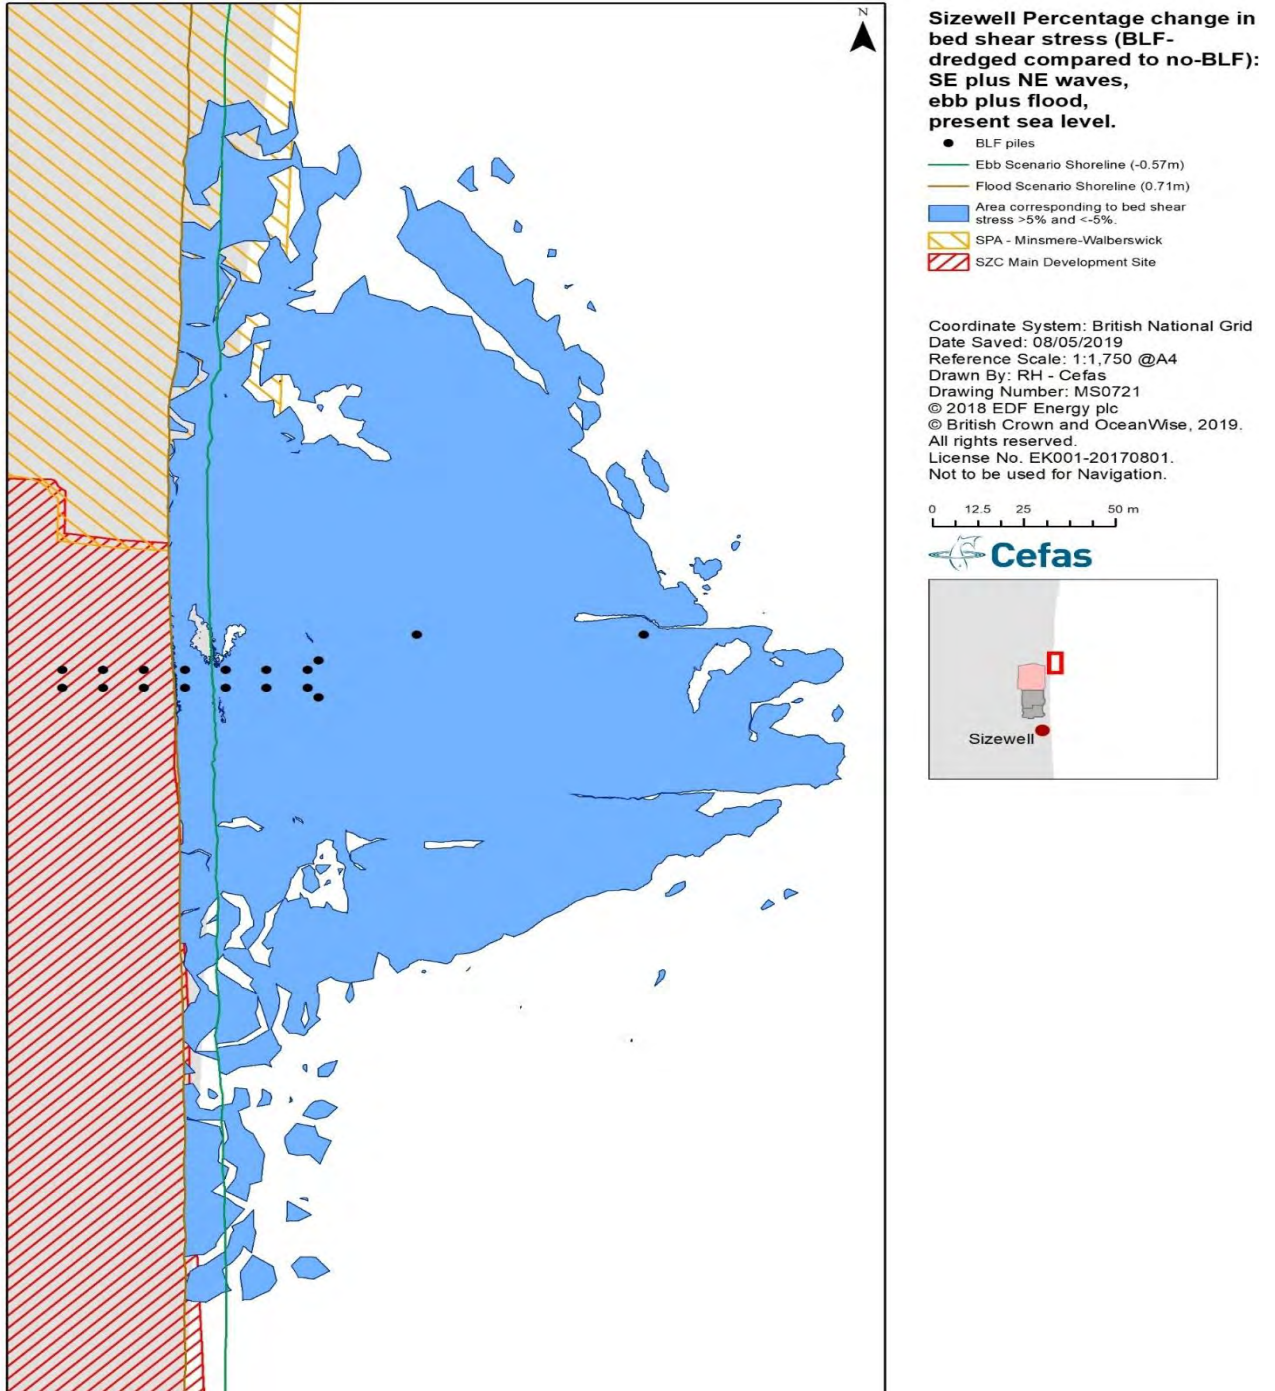 N
Sizewell Percentage change in
bed shear stress (BLF-
dredged compared to no-BLF):
SE plus NE waves,
ebb plus flood,
present sea level.
BLF piles
Ebb Scenario Shoreline (-0.57m)
Flood Scenario Shoreline (0.71m)
Area corresponding to bed shear
stress >5% and <-5%.
SPA - Minsmere-Walberswick
SZC Main Development Site
Coordinate System: British National Grid
Date Saved: 08/05/2019
Reference Scale: 1:1,750 @A4
Drawn By: RH - Cefas
Drawing Number: MS0721
© 2018 EDF Energy plc
© British Crown and OceanWise, 2019.
All rights reserved.
License No. EK001-20170801.
Not to be used for Navigation.
0 12.5 25 50 m
Cefas
Sizewell